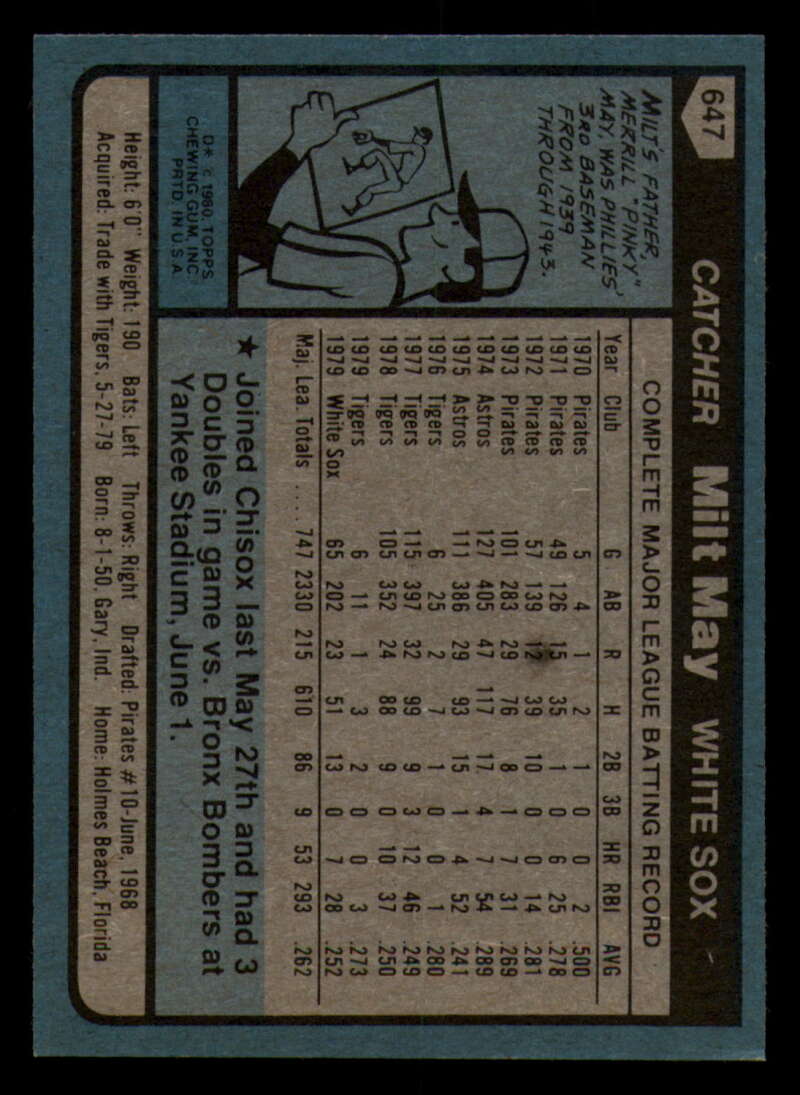 647
CATCHER Milt May WHITE SOX
MILT'S FATHER,
MERRILL "PINKY"
MAY, WAS PHILLIES'
3RD BASEMAN
FROM 1939
THROUGH 1943.
D* © 1980 TOPPS
CHEWING GUM, INC.
PRTD. IN U.S.A.
COMPLETE MAJOR LEAGUE BATTING RECORD
Year Club G AB R H 2B 3B HR RBI AVG
1970 Pirates 5 4 1 2 1 0 0 2 .500
1971 Pirates 49 126 15 35 1 0 6 25 .278
1972 Pirates 57 139 12 39 10 0 0 14 .281
1973 Pirates 101 283 29 76 8 1 7 31 .269
1974 Astros 127 405 47 117 17 4 7 54 .289
1975 Astros 111 386 29 93 15 1 4 52 .241
1976 Tigers 6 25 2 7 1 0 0 1 .280
1977 Tigers 115 397 32 99 9 3 12 46 .249
1978 Tigers 105 352 24 88 9 0 10 37 .250
1979 Tigers 6 11 1 3 2 0 0 3 .273
1979 White Sox 65 202 23 51 13 0 7 28 .252
Maj. Lea. Totals .... 747 2330 215 610 86 9 53 293 .262
★ Joined Chisox last May 27th and had 3
Doubles in game vs. Bronx Bombers at
Yankee Stadium, June 1.
Height: 6'0" Weight: 190 Bats: Left Throws: Right Drafted: Pirates #10-June, 1968
Acquired: Trade with Tigers, 5-27-79 Born: 8-1-50, Gary, Ind. Home: Holmes Beach, Florida